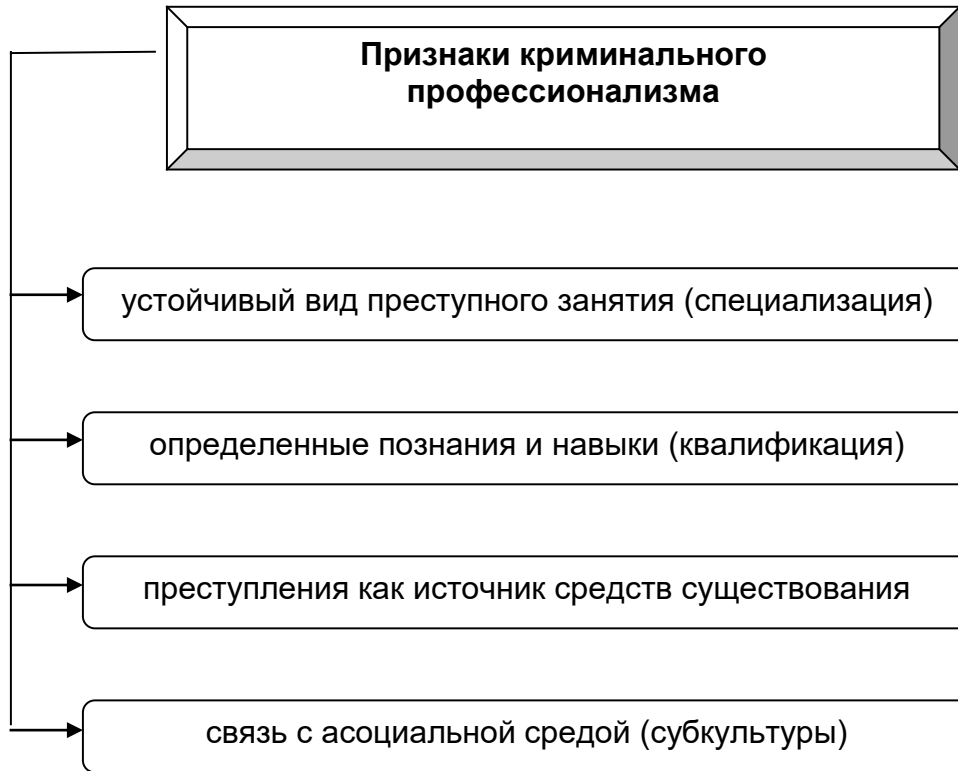 Признаки криминального
профессионализма
устойчивый вид преступного занятия (специализация)
определенные познания и навыки (квалификация)
преступления как источник средств существования
связь с асоциальной средой (субкультуры)